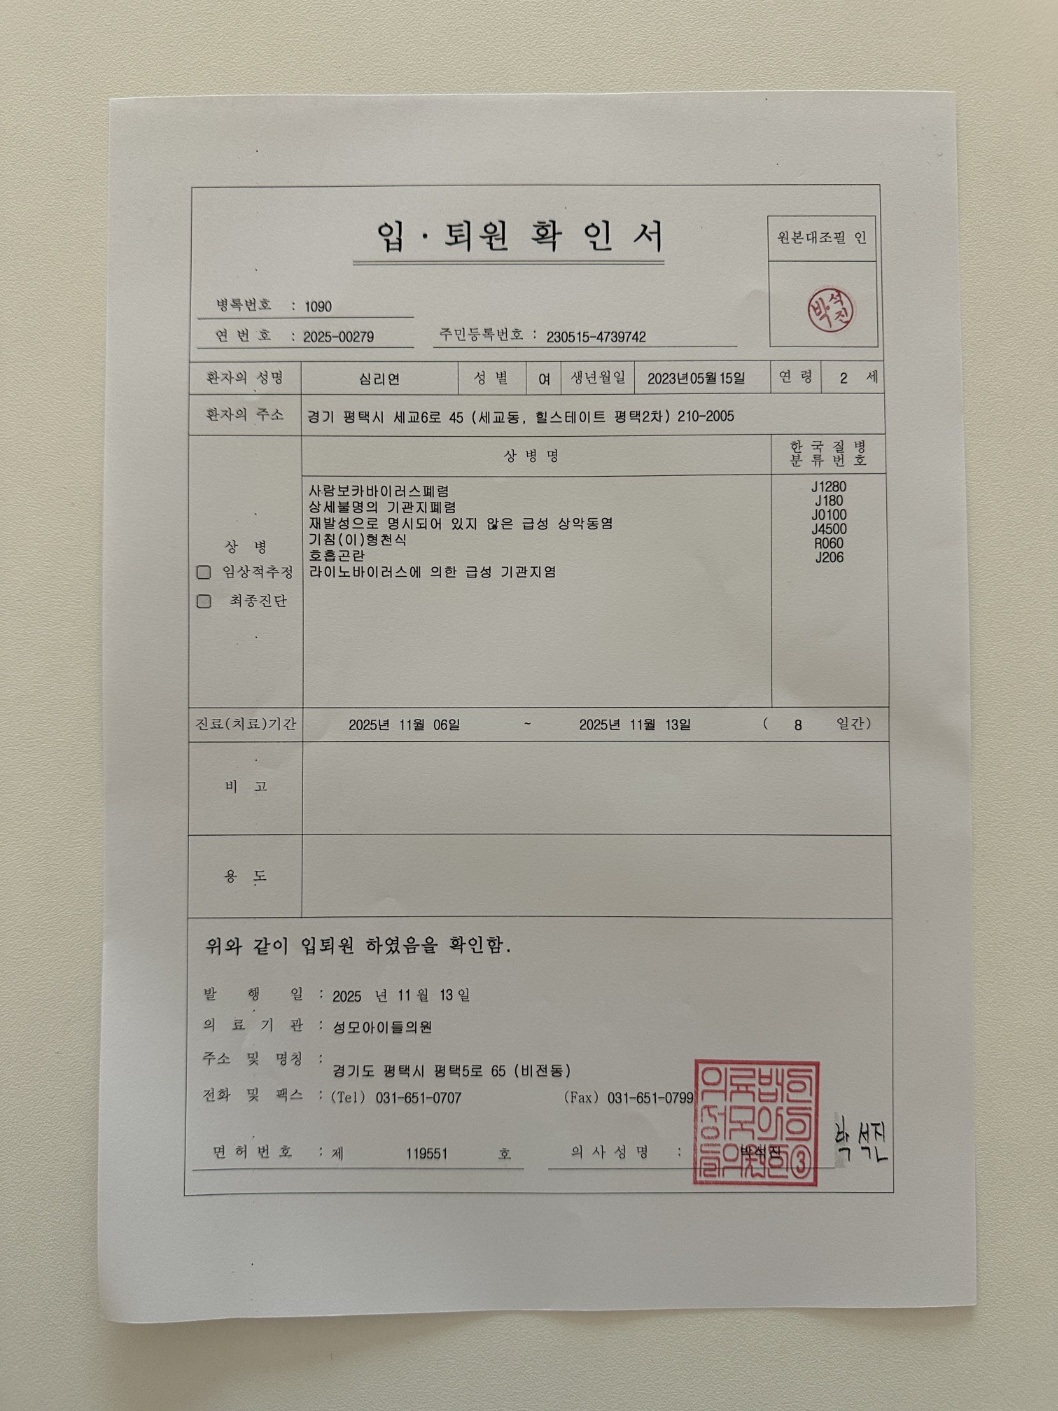 입·퇴원 확인서
원본대조필 인
박석진
병록번호 : 1090
연번호 : 2025-00279 주민등록번호 : 230515-4739742
환자의 성명 심리연 성별 여 생년월일 2023년05월15일 연령 2 세
환자의 주소 경기 평택시 세교6로 45 (세교동, 힐스테이트 평택2차) 210-2005
상병명 한국질병분류번호
사람보카바이러스폐렴 J1280
상세불명의 기관지폐렴 J180
재발성으로 명시되어 있지 않은 급성 상악동염 J0100
기침(이)형천식 J4500
호흡곤란 R060
라이노바이러스에 의한 급성 기관지염 J206
상병
임상적추정
최종진단
진료(치료)기간 2025년 11월 06일 ~ 2025년 11월 13일 ( 8 일간)
비고
용도
위와 같이 입퇴원 하였음을 확인함.
발행일 : 2025 년 11월 13일
의료기관 : 성모아이들의원
주소 및 명칭 :
경기도 평택시 평택5로 65 (비전동)
전화 및 팩스 : (Tel) 031-651-0707 (Fax) 031-651-0799
면허번호 : 제 119551 호 의사성명 : 박석진
박석진